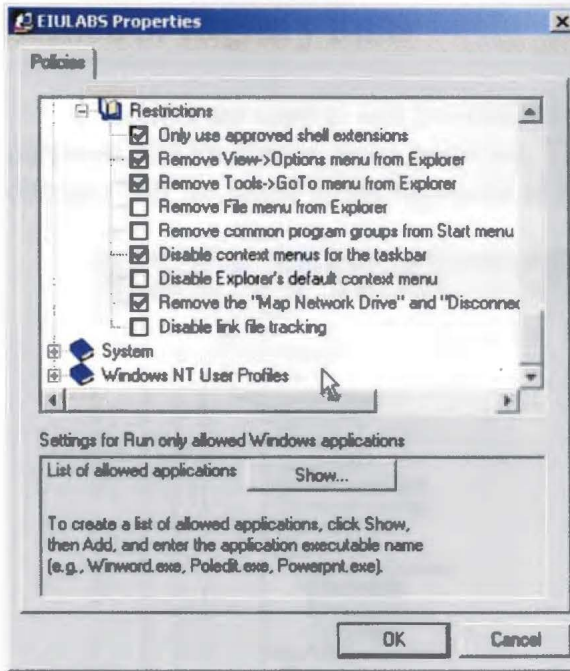 EIULABS Properties
Policies
Restrictions
Only use approved shell extensions
Remove View->Options menu from Explorer
Remove Tools->GoTo menu from Explorer
Remove File menu from Explorer
Remove common program groups from Start menu
Disable context menus for the taskbar
Disable Explorer's default context menu
Remove the "Map Network Drive" and "Disconnec
Disable link file tracking
System
Windows NT User Profiles
Settings for Run only allowed Windows applications
List of allowed applications Show...
To create a list of allowed applications, click Show,
then Add, and enter the application executable name
(e.g., Winword.exe, Poledit.exe, Powerpnt.exe).
OK Cancel